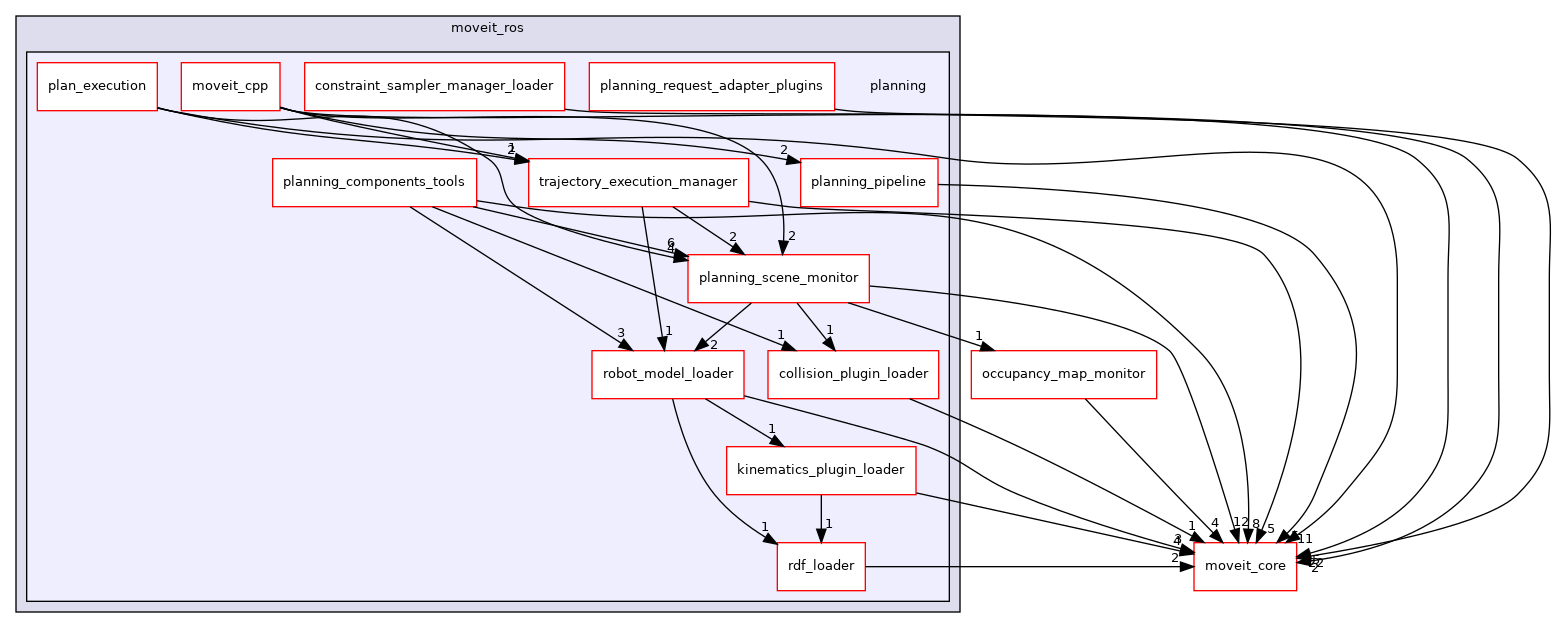 moveit_ros
plan_execution
moveit_cpp
constraint_sampler_manager_loader
planning_request_adapter_plugins
planning
1
2
2
planning_components_tools
trajectory_execution_manager
planning_pipeline
6
4
2
2
planning_scene_monitor
3
1
2
1
1
1
robot_model_loader
collision_plugin_loader
occupancy_map_monitor
1
kinematics_plugin_loader
1
1
1
4
12
8
5
11
3
4
2
2
rdf_loader
moveit_core